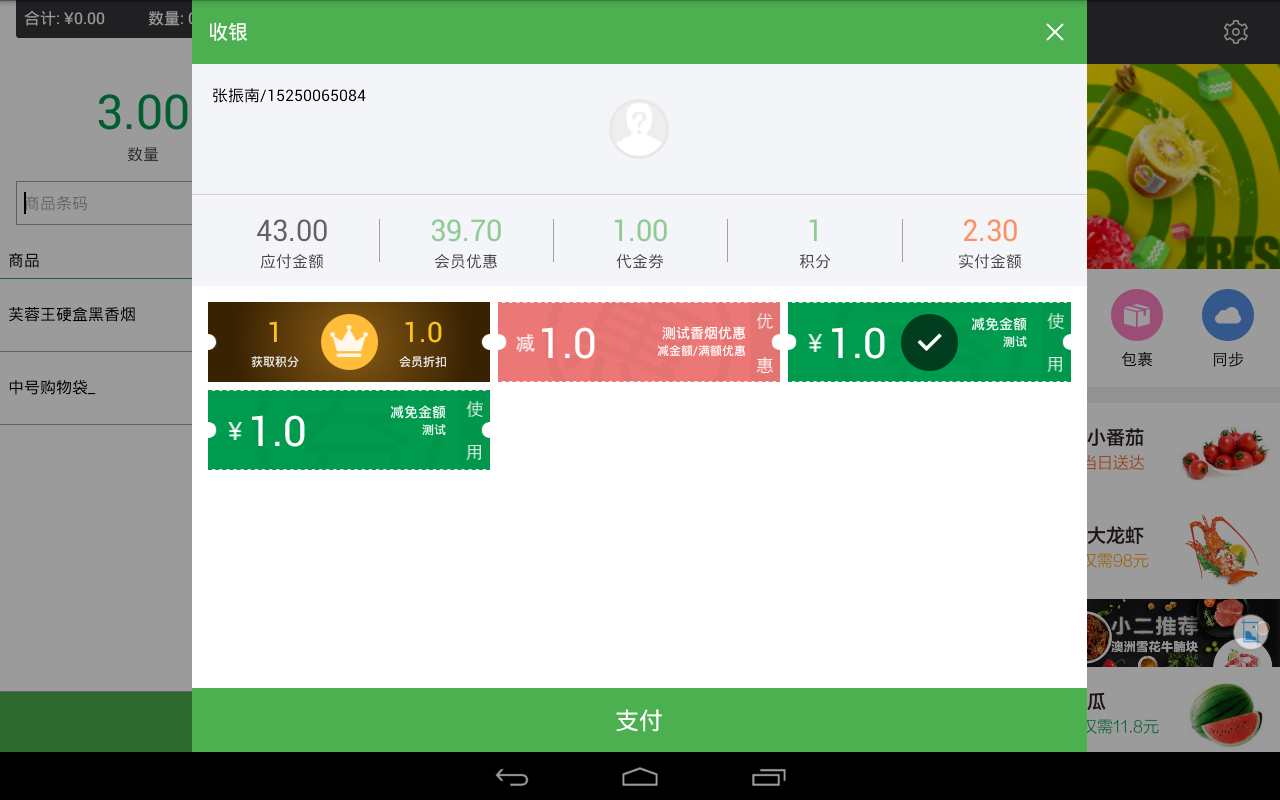 合计: ¥0.00 数量: 0
3.00
数量
商品条码
商品
芙蓉王硬盒黑香烟
中号购物袋_
收银
张振南/15250065084
43.00
应付金额
39.70
会员优惠
1.00
代金券
1
积分
2.30
实付金额
1
获取积分
1.0
会员折扣
减 1.0
测试香烟优惠
减金额/满额优惠
优惠
¥ 1.0
减免金额
测试
使用
¥ 1.0
减免金额
测试
使用
支付
FRES
包裹
同步
小番茄
当日送达
大龙虾
仅需98元
小二推荐
澳洲雪花牛腩块
瓜
仅需11.8元